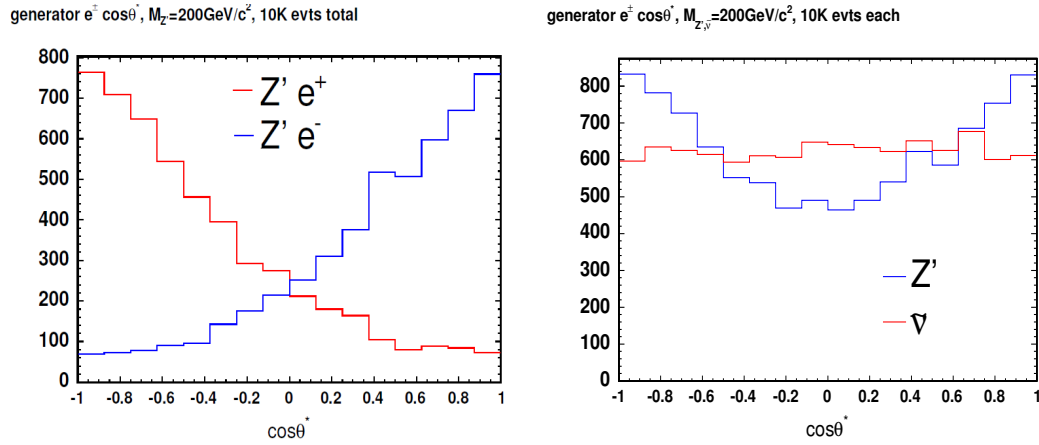 generator e± cosθ*, M_Z'=200GeV/c², 10K evts total
800
700
600
500
400
300
200
100
0
-1 -0.8 -0.6 -0.4 -0.2 0 0.2 0.4 0.6 0.8 1
cosθ*
Z' e⁺
Z' e⁻
generator e± cosθ*, M_Z',ν̃=200GeV/c², 10K evts each
800
700
600
500
400
300
200
100
0
-1 -0.8 -0.6 -0.4 -0.2 0 0.2 0.4 0.6 0.8 1
cosθ*
Z'
ν̃